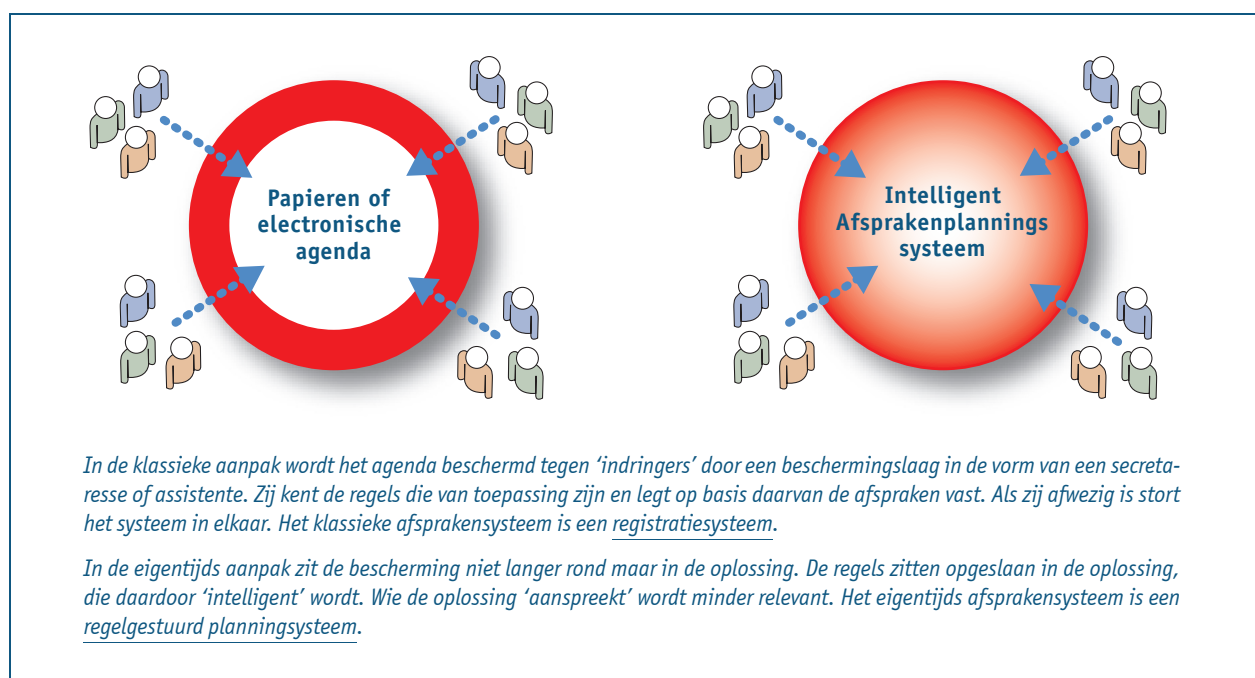 Papieren of
electronische
agenda
Intelligent
Afsprakenplannings
systeem
In de klassieke aanpak wordt het agenda beschermd tegen ‘indringers’ door een beschermingslaag in de vorm van een secreta-
resse of assistente. Zij kent de regels die van toepassing zijn en legt op basis daarvan de afspraken vast. Als zij afwezig is stort
het systeem in elkaar. Het klassieke afsprakensysteem is een registratiesysteem.
In de eigentijds aanpak zit de bescherming niet langer rond maar in de oplossing. De regels zitten opgeslaan in de oplossing,
die daardoor ‘intelligent’ wordt. Wie de oplossing ‘aanspreekt’ wordt minder relevant. Het eigentijds afsprakensysteem is een
regelgestuurd planningsysteem.